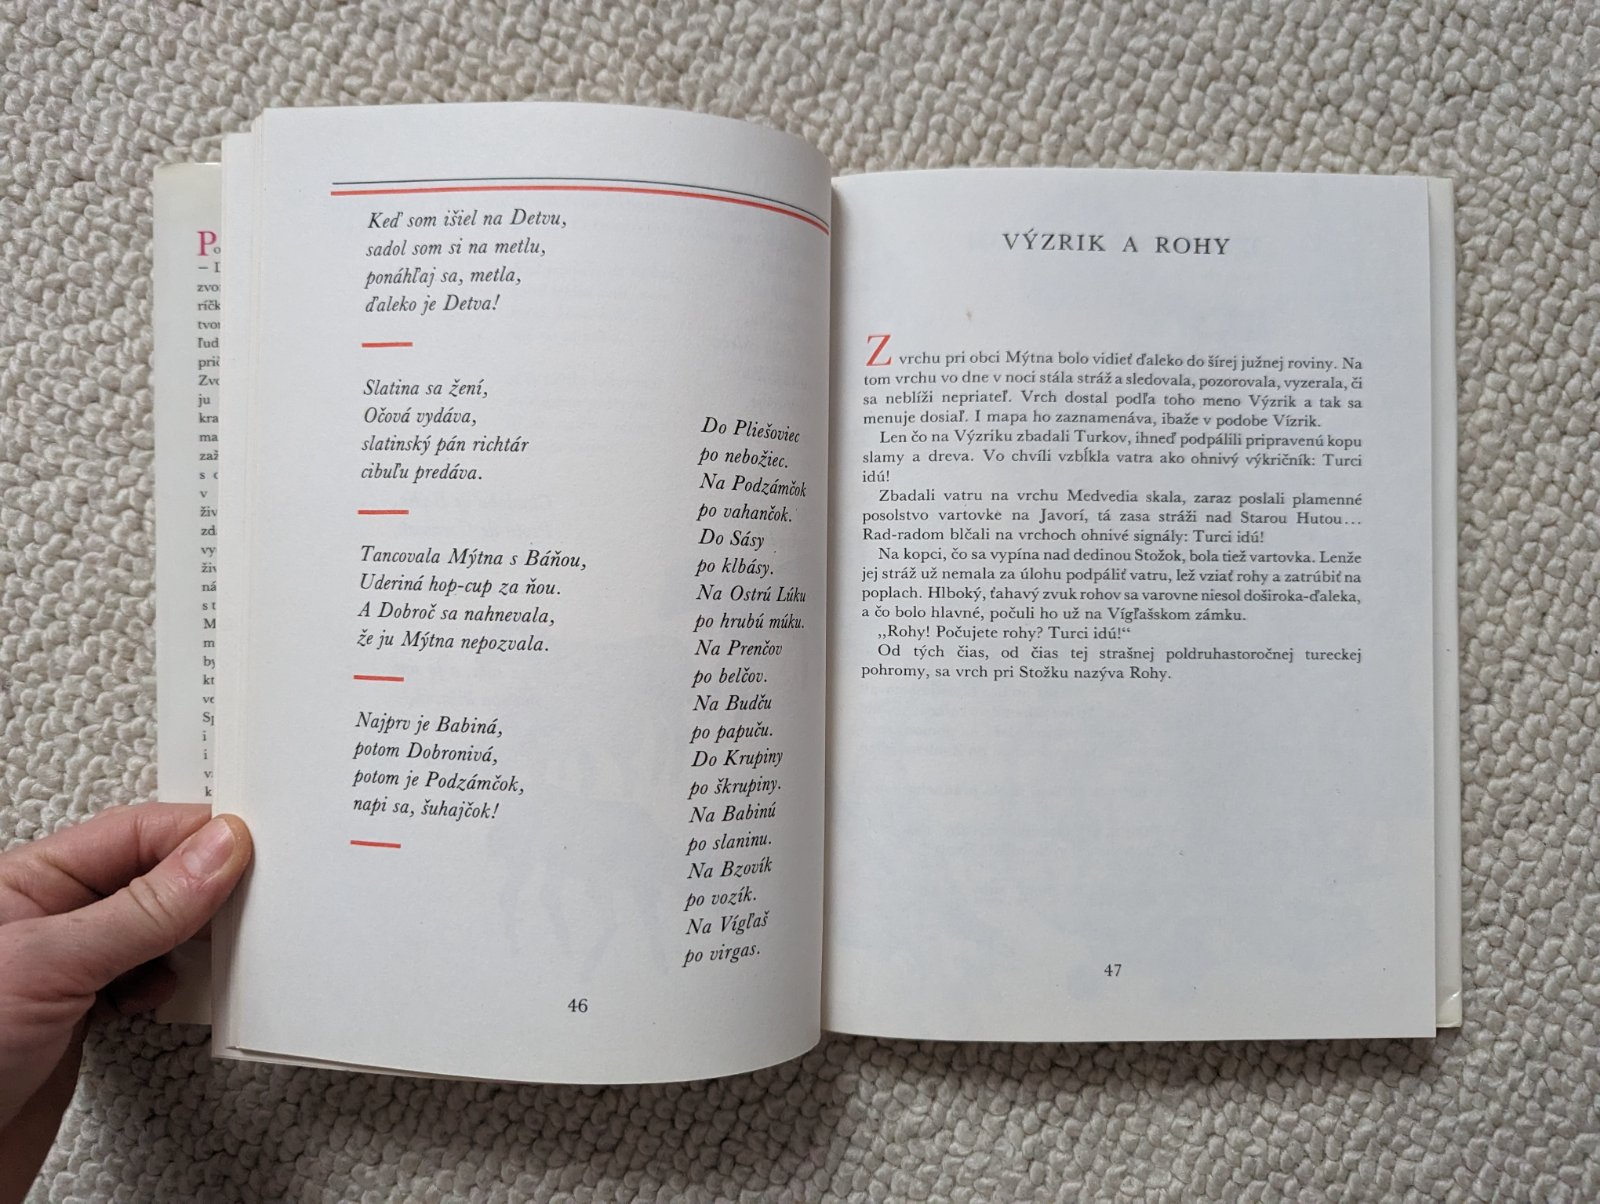 Keď som išiel na Detvu,
sadol som si na metlu,
ponáhľaj sa, metla,
ďaleko je Detva!
Slatina sa žení,
Očová vydáva,
slatinský pán richtár
cibuľu predáva.
Tancovala Mýtna s Báňou,
Uderiná hop-cup za ňou.
A Dobroč sa nahnevala,
že ju Mýtna nepozvala.
Najprv je Babiná,
potom Dobronivá,
potom je Podzámčok,
napi sa, šuhajčok!
Do Pliešoviec
po nebožiec.
Na Podzámčok
po vahančok.
Do Sásy
po klbásy.
Na Ostrú Lúku
po hrubú múku.
Na Prenčov
po belčov.
Na Budču
po papuču.
Do Krupiny
po škrupiny.
Na Babinú
po slaninu.
Na Bzovík
po vozík.
Na Vígľaš
po virgas.
46
VÝZRIK A ROHY
Z vrchu pri obci Mýtna bolo vidieť ďaleko do šírej južnej roviny. Na
tom vrchu vo dne v noci stála stráž a sledovala, pozorovala, vyzerala, či
sa neblíži nepriateľ. Vrch dostal podľa toho meno Výzrik a tak sa
menuje dosiaľ. I mapa ho zaznamenáva, ibaže v podobe Vízrik.
Len čo na Výzriku zbadali Turkov, ihneď podpálili pripravenú kopu
slamy a dreva. Vo chvíli vzbĺkla vatra ako ohnivý výkričník: Turci
idú!
Zbadali vatru na vrchu Medvedia skala, zaraz poslali plamenné
posolstvo vartovke na Javorí, tá zasa stráži nad Starou Hutou...
Rad-radom blčali na vrchoch ohnivé signály: Turci idú!
Na kopci, čo sa vypína nad dedinou Stožok, bola tiež vartovka. Lenže
jej stráž už nemala za úlohu podpáliť vatru, lež vziať rohy a zatrúbiť na
poplach. Hlboký, ťahavý zvuk rohov sa varovne niesol doširoka-ďaleka,
a čo bolo hlavné, počuli ho už na Vígľašskom zámku.
„Rohy! Počujete rohy? Turci idú!“
Od tých čias, od čias tej strašnej poldruhastoročnej tureckej
pohromy, sa vrch pri Stožku nazýva Rohy.
47